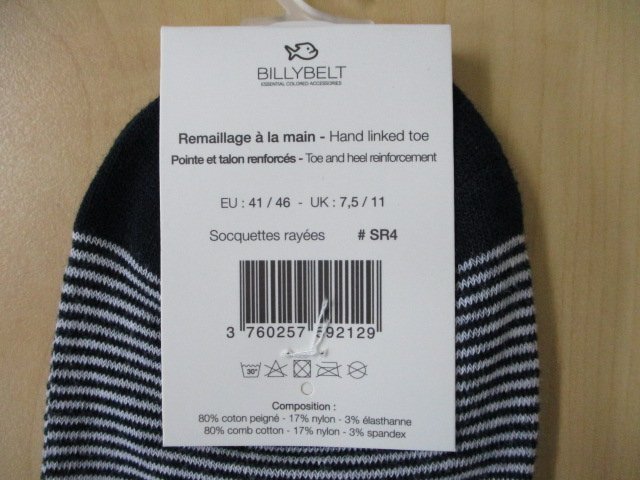 BILLYBELT
ESSENTIAL COLORED ACCESSORIES
Remaillage à la main - Hand linked toe
Pointe et talon renforcés - Toe and heel reinforcement
EU : 41 / 46 - UK : 7,5 / 11
Socquettes rayées # SR4
3 760257 592129
30°
Composition :
80% coton peigné - 17% nylon - 3% élasthanne
80% comb cotton - 17% nylon - 3% spandex